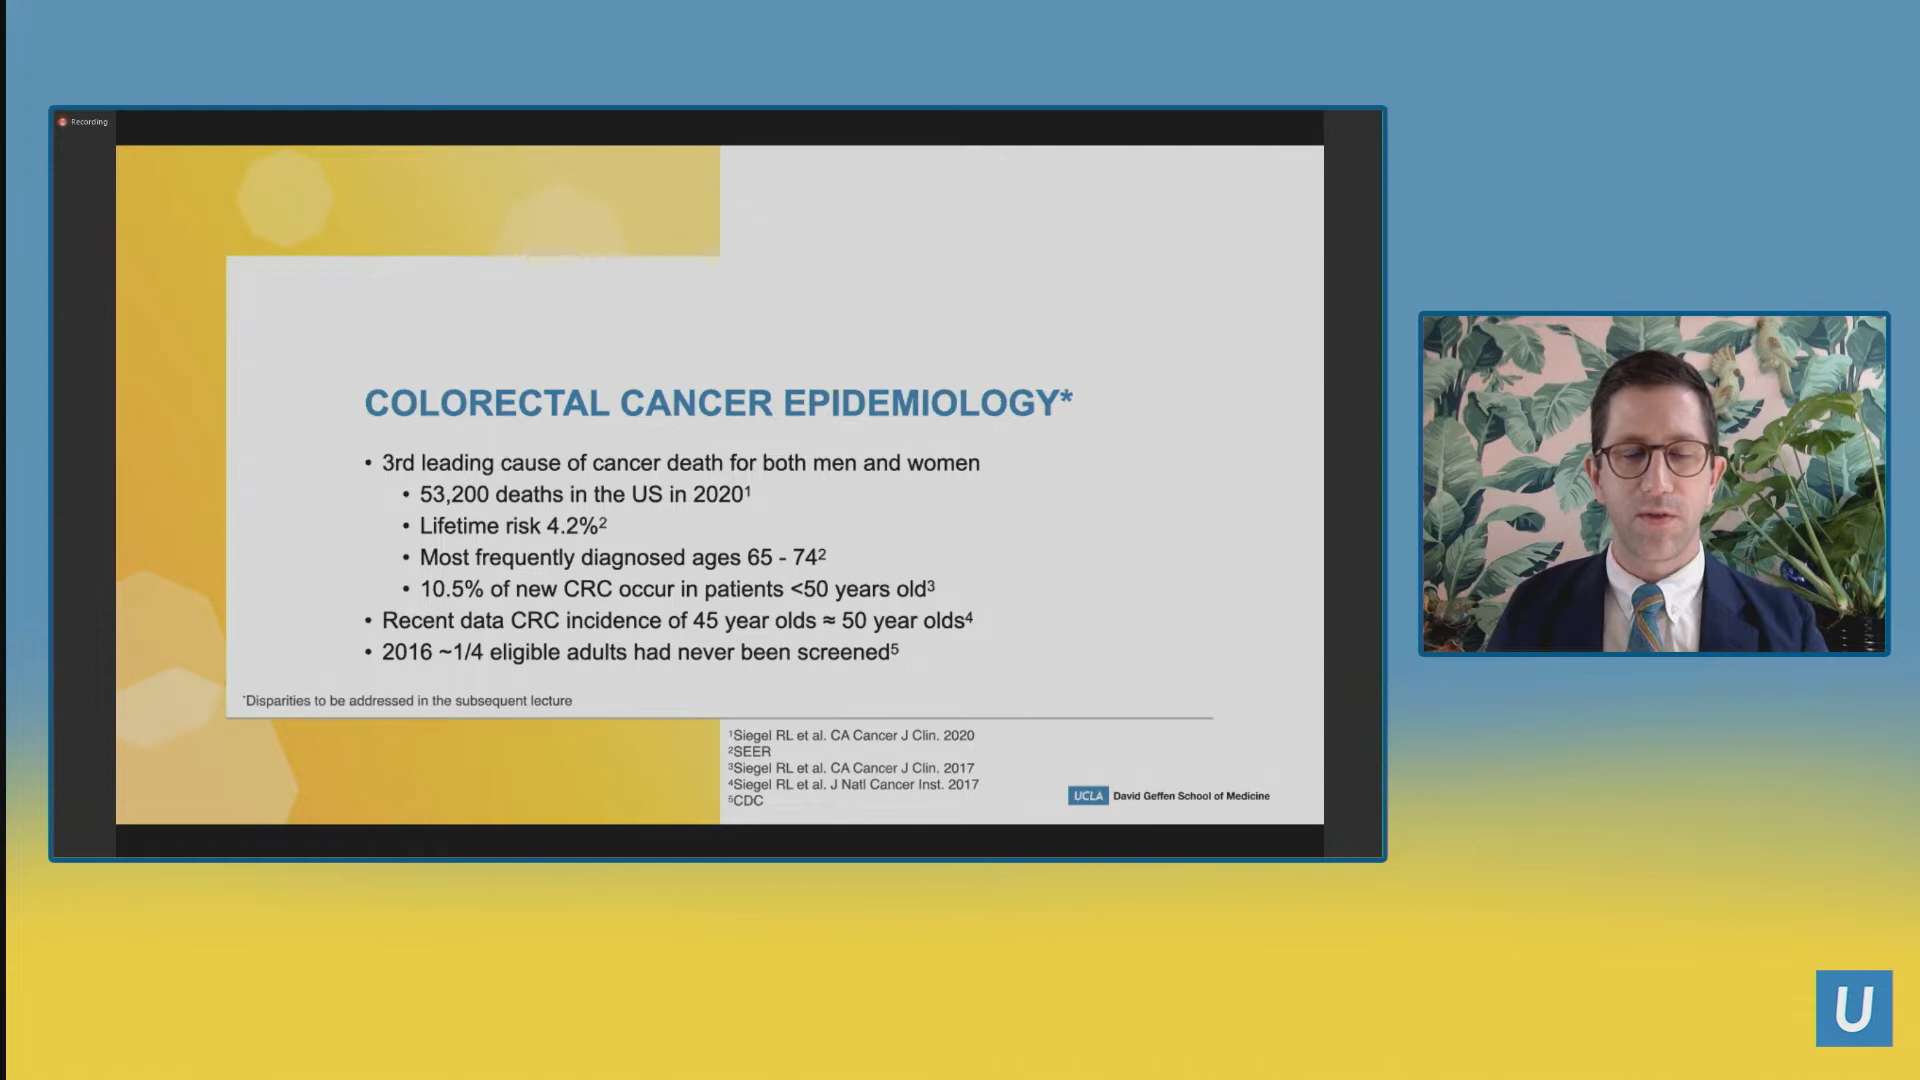 Recording
COLORECTAL CANCER EPIDEMIOLOGY*
• 3rd leading cause of cancer death for both men and women
• 53,200 deaths in the US in 2020¹
• Lifetime risk 4.2%²
• Most frequently diagnosed ages 65 - 74²
• 10.5% of new CRC occur in patients <50 years old³
• Recent data CRC incidence of 45 year olds ≈ 50 year olds⁴
• 2016 ~1/4 eligible adults had never been screened⁵
*Disparities to be addressed in the subsequent lecture
¹Siegel RL et al. CA Cancer J Clin. 2020
²SEER
³Siegel RL et al. CA Cancer J Clin. 2017
⁴Siegel RL et al. J Natl Cancer Inst. 2017
⁵CDC
UCLA David Geffen School of Medicine
U